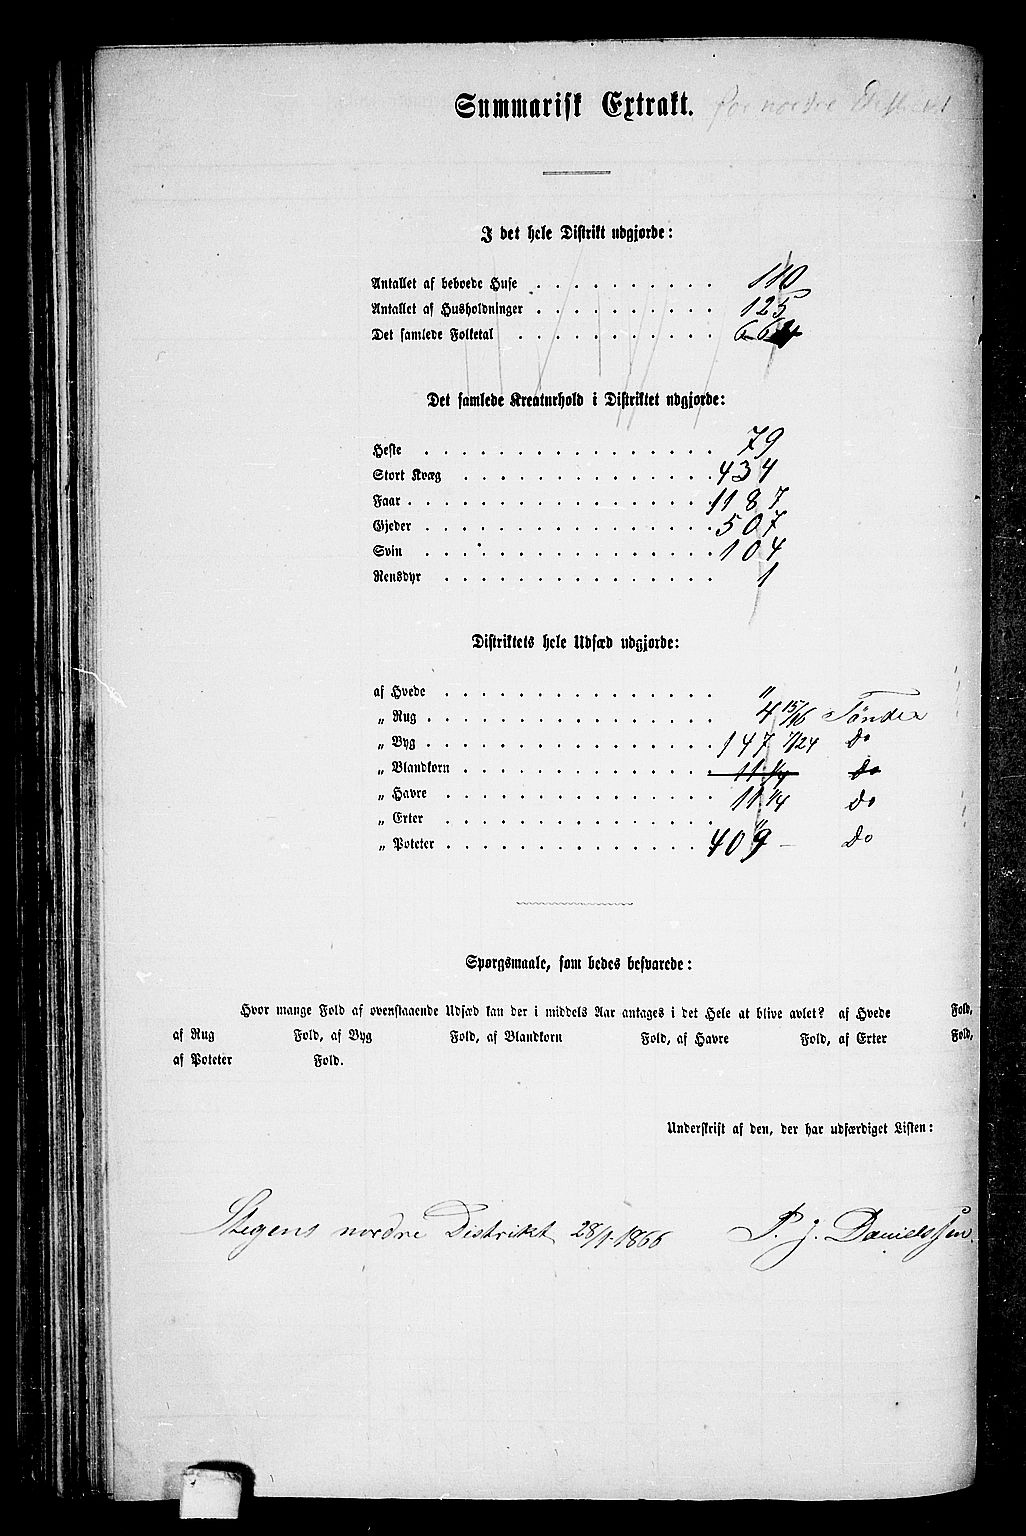 Summarisk Extrakt. for nordre Distrikt
I det hele Distrikt udgjorde:
Antallet af beboede Huse . . . . . . . . . . 110
Antallet af Husholdninger . . . . . . . . . . 125
Det samlede Folketal . . . . . . . . . . .
Det samlede Kreaturhold i Distriktet udgjorde:
Heste . . . . . . . . . . . . . . . . 79
Stort Kvæg . . . . . . . . . . . . . . 434
Faar . . . . . . . . . . . . . . . . . 1187
Gjeder . . . . . . . . . . . . . . . . 507
Svin . . . . . . . . . . . . . . . . 104
Rensdyr . . . . . . . . . . . . . . . 1
Distriktets hele Udsæd udgjorde:
af Hvede . . . . . . . . . . . . . . . "
„ Rug . . . . . . . . . . . . . . . . 4 15/16 Tønder
„ Byg . . . . . . . . . . . . . . . . 147 7/24 Do
„ Blandkorn . . . . . . . . . . . . . . 11 1/4 Do
„ Havre . . . . . . . . . . . . . . . 11 1/4 Do
„ Erter . . . . . . . . . . . . . . . "
„ Poteter . . . . . . . . . . . . . . 409 – Do
Spørgsmaale, som bedes besvarede:
Hvor mange Fold af ovenstaaende Udsæd kan der i middels Aar antages i det Hele at blive avlet? af Hvede Fold,
af Rug Fold, af Byg Fold, af Blandkorn Fold, af Havre Fold, af Erter Fold,
af Poteter Fold.
Underskrift af den, der har udfærdiget Listen:
Stegens nordre Distrikt 28/1-1866 P. J. Danielssen.